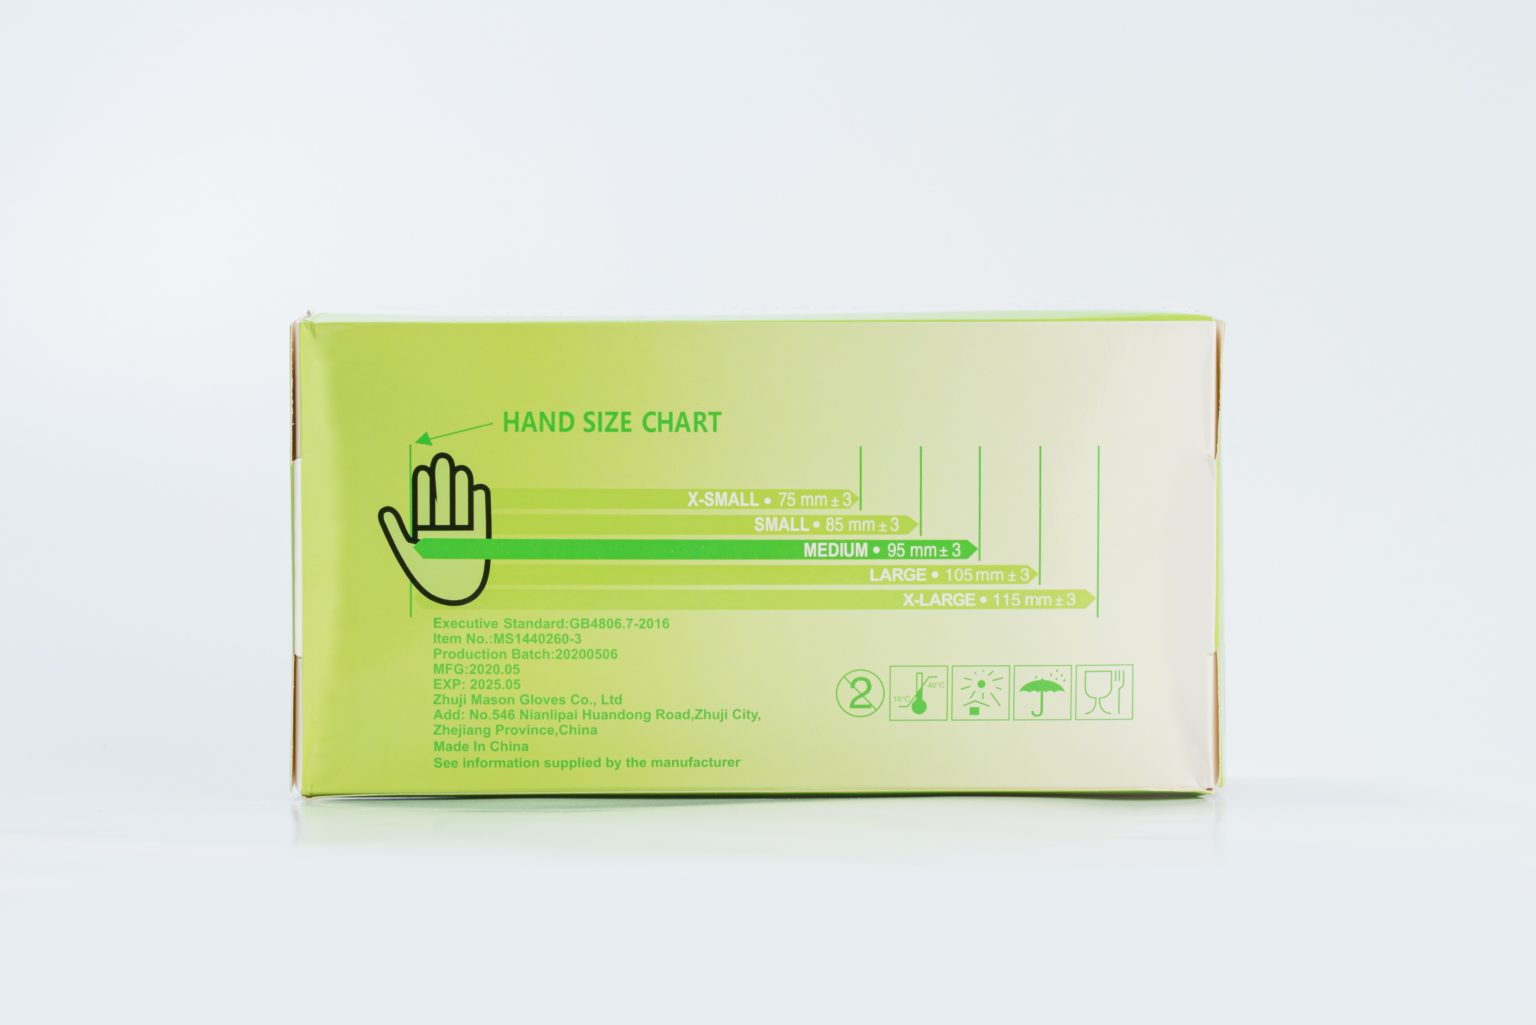 HAND SIZE CHART
X-SMALL • 75 mm ± 3
SMALL • 85 mm ± 3
MEDIUM • 95 mm ± 3
LARGE • 105 mm ± 3
X-LARGE • 115 mm ± 3
Executive Standard:GB4806.7-2016
Item No.:MS1440260-3
Production Batch:20200506
MFG:2020.05
EXP: 2025.05
Zhuji Mason Gloves Co., Ltd
Add: No.546 Nianlipai Huandong Road,Zhuji City,
Zhejiang Province,China
Made In China
See information supplied by the manufacturer
2
40°C
10°C